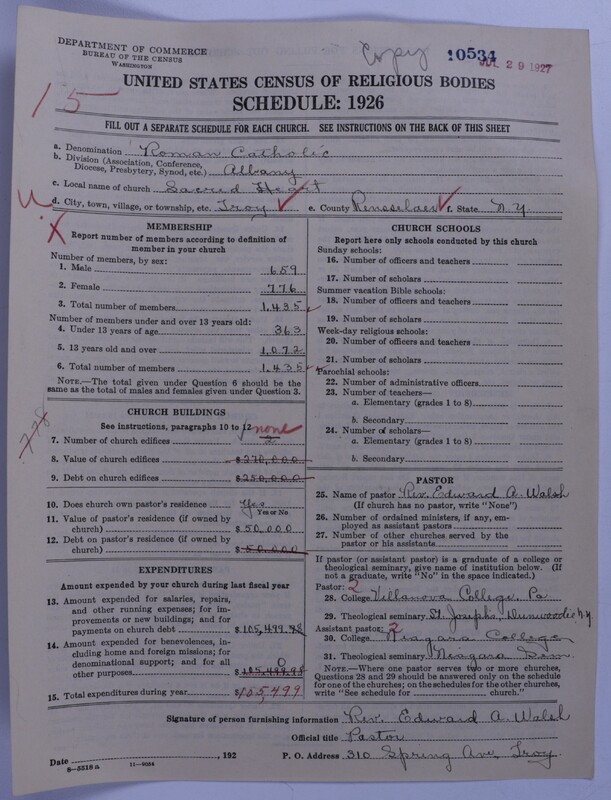 DEPARTMENT OF COMMERCE
BUREAU OF THE CENSUS
WASHINGTON
Copy
10534
JUL 29 1927
15
UNITED STATES CENSUS OF RELIGIOUS BODIES
SCHEDULE: 1926
FILL OUT A SEPARATE SCHEDULE FOR EACH CHURCH. SEE INSTRUCTIONS ON THE BACK OF THIS SHEET
a. Denomination Roman Catholic
b. Division (Association, Conference, Diocese, Presbytery, Synod, etc.) Albany
c. Local name of church Sacred Heart
d. City, town, village, or township, etc. Troy e. County Rensselaer f. State N.Y.
MEMBERSHIP
Report number of members according to definition of
member in your church
Number of members, by sex:
1. Male 659
2. Female 776
3. Total number of members 1,435
Number of members under and over 13 years old:
4. Under 13 years of age 363
5. 13 years old and over 1,072
6. Total number of members 1,435
NOTE.—The total given under Question 6 should be the
same as the total of males and females given under Question 3.
778
CHURCH BUILDINGS
See instructions, paragraphs 10 to 12
none
7. Number of church edifices 2
8. Value of church edifices $270,000
9. Debt on church edifices $250,000
10. Does church own pastor's residence Yes
Yes or No
11. Value of pastor's residence (if owned by
church) $50,000
12. Debt on pastor's residence (if owned by
church) $50,000
EXPENDITURES
Amount expended by your church during last fiscal year
13. Amount expended for salaries, repairs,
and other running expenses; for im-
provements or new buildings; and for
payments on church debt $105,499.98
14. Amount expended for benevolences, in-
cluding home and foreign missions; for
denominational support; and for all
other purposes $105,499.98
0
15. Total expenditures during year $105,499
CHURCH SCHOOLS
Report here only schools conducted by this church
Sunday schools:
16. Number of officers and teachers
17. Number of scholars
Summer vacation Bible schools:
18. Number of officers and teachers
19. Number of scholars
Week-day religious schools:
20. Number of officers and teachers
21. Number of scholars
Parochial schools:
22. Number of administrative officers
23. Number of teachers—
a. Elementary (grades 1 to 8)
b. Secondary
24. Number of scholars—
a. Elementary (grades 1 to 8)
b. Secondary
PASTOR
25. Name of pastor Rev. Edward A. Walsh
(If church has no pastor, write "None")
26. Number of ordained ministers, if any, em-
ployed as assistant pastors
27. Number of other churches served by the
pastor or his assistants
If pastor (or assistant pastor) is a graduate of a college or
theological seminary, give name of institution below. (If
not a graduate, write "No" in the space indicated.)
Pastor: 2
28. College Villanova College, Pa
29. Theological seminary St. Josephs, Dunwoodie N.Y.
Assistant pastor: 2
30. College Niagara College
31. Theological seminary Niagara Sem.
NOTE.—Where one pastor serves two or more churches,
Questions 28 and 29 should be answered only on the schedule
for one of the churches; on the schedules for the other churches,
write "See schedule for church."
Signature of person furnishing information Rev. Edward A. Walsh
Official title Pastor
Date , 192 P. O. Address 310 Spring Ave, Troy.
8-5518 a 11-9034